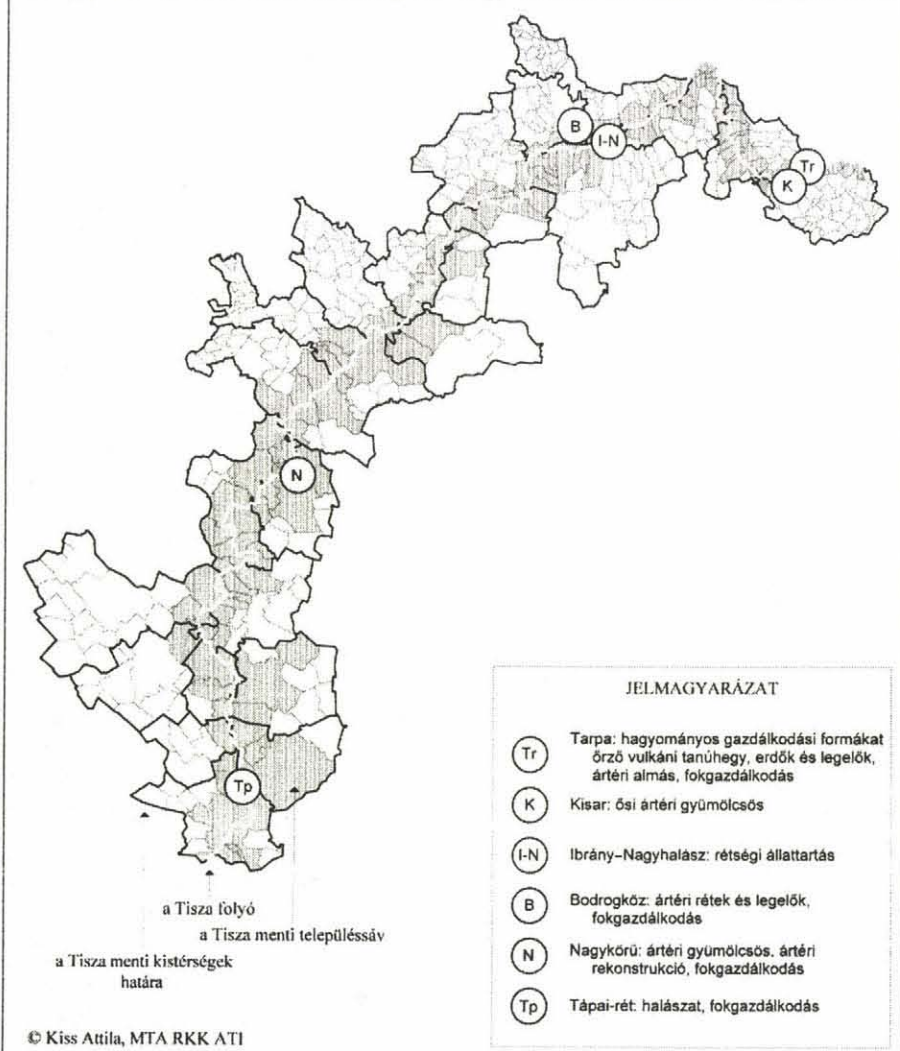 B
I-N
Tr
K
N
Tp
a Tisza folyó
a Tisza menti településsáv
a Tisza menti kistérségek
határa
© Kiss Attila, MTA RKK ATI
JELMAGYARÁZAT
Tr
Tarpa: hagyományos gazdálkodási formákat
őrző vulkáni tanúhegy, erdők és legelők,
ártéri almás, fokgazdálkodás
K
Kisar: ősi ártéri gyümölcsös
I-N
Ibrány–Nagyhalász: rétségi állattartás
B
Bodrogköz: ártéri rétek és legelők,
fokgazdálkodás
N
Nagykörű: ártéri gyümölcsös. ártéri
rekonstrukció, fokgazdálkodás
Tp
Tápai-rét: halászat, fokgazdálkodás